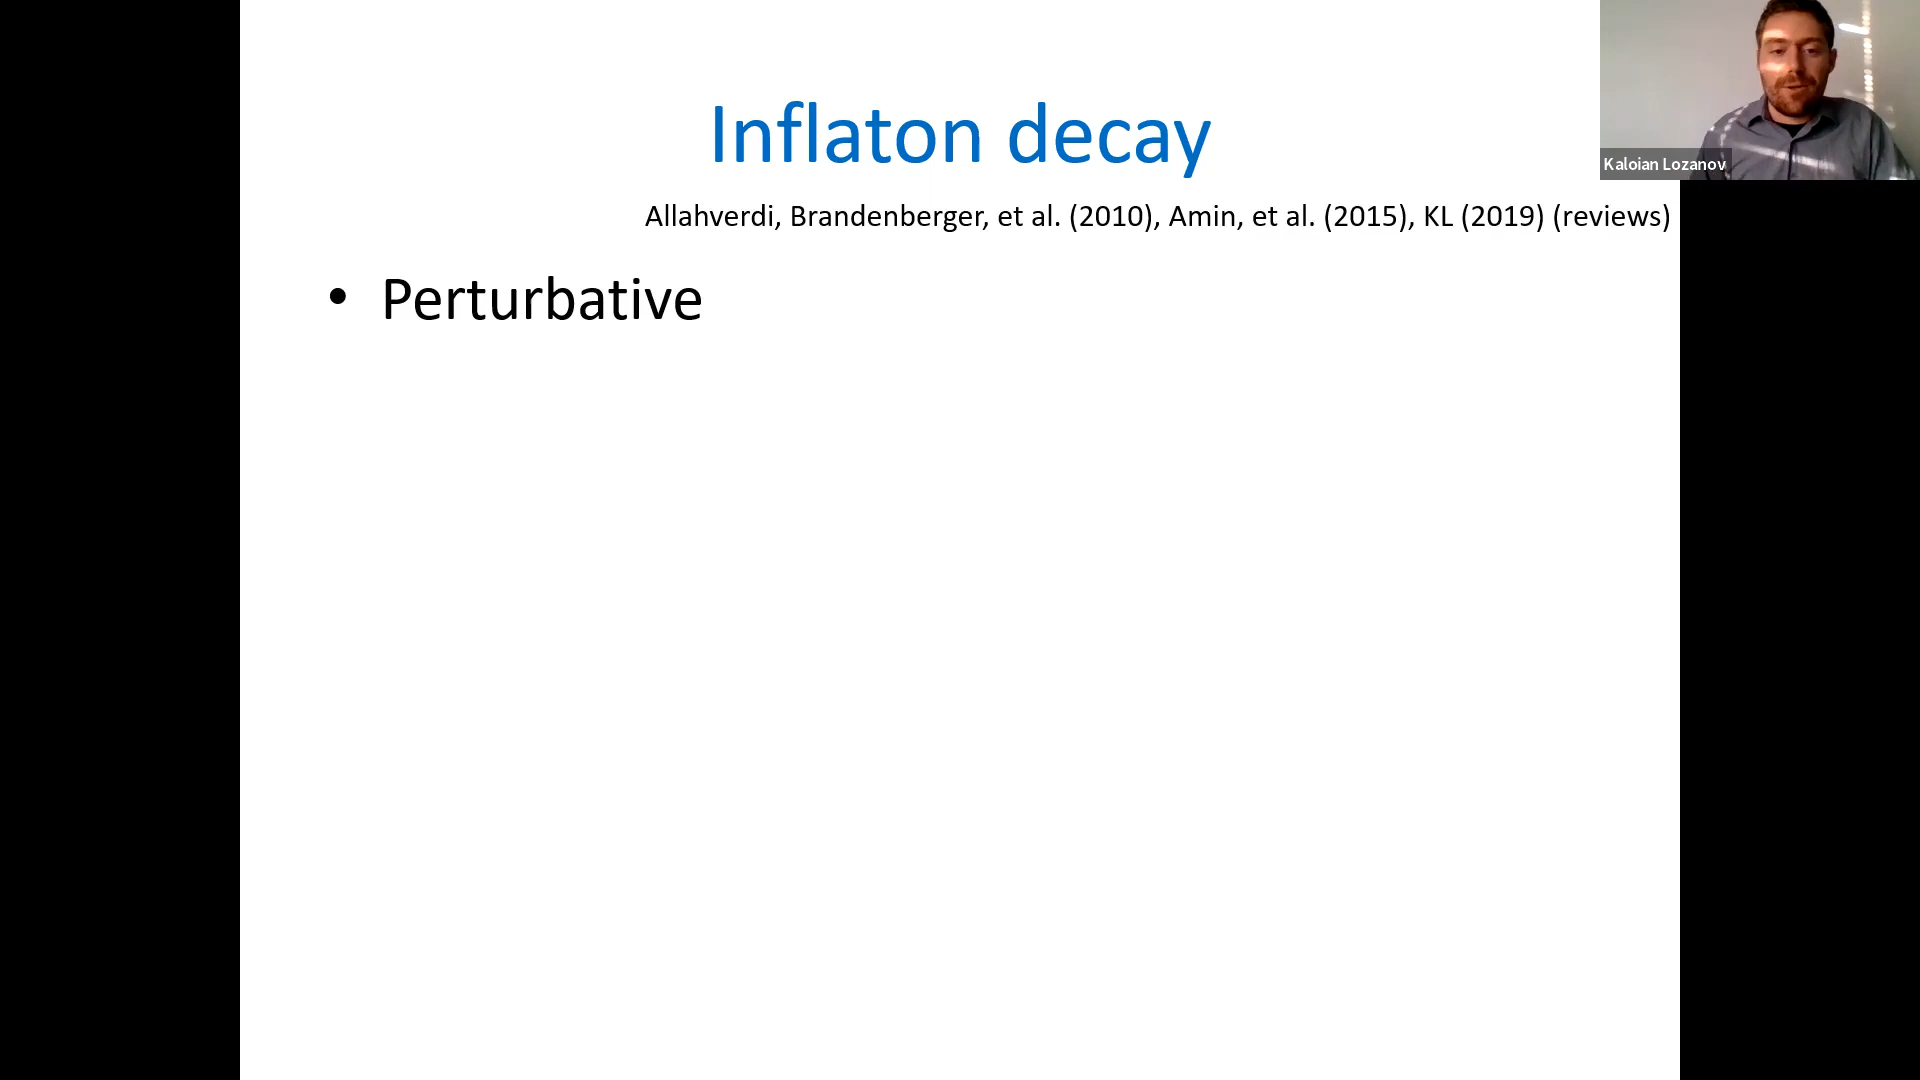 Inflaton decay
Kaloian Lozanov
Allahverdi, Brandenberger, et al. (2010), Amin, et al. (2015), KL (2019) (reviews)
• Perturbative